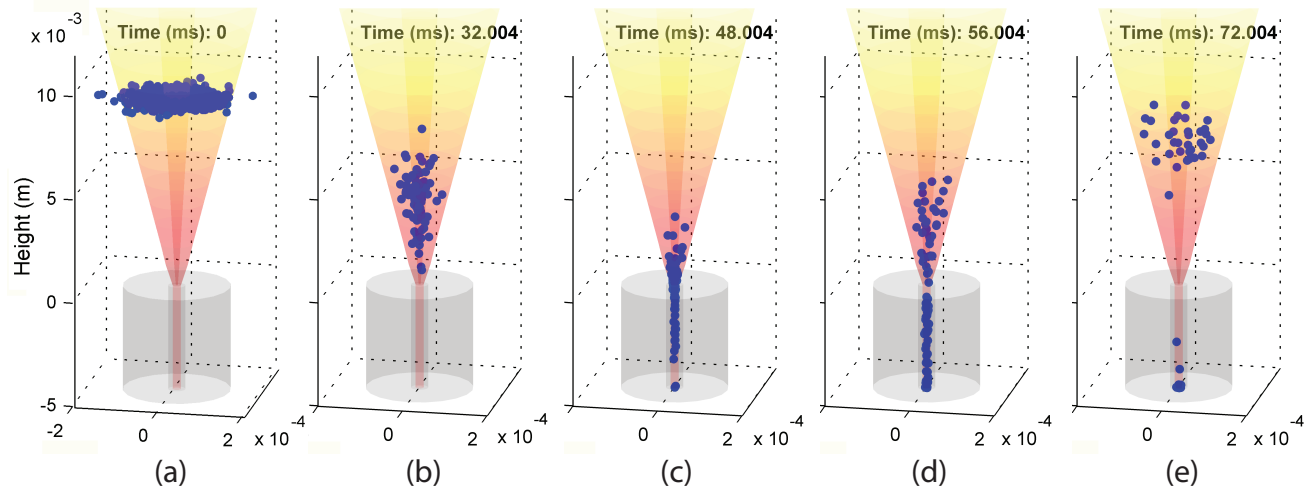 x 10⁻³
Time (ms): 0
Time (ms): 32.004
Time (ms): 48.004
Time (ms): 56.004
Time (ms): 72.004
10
5
0
-5
Height (m)
-2
0
2
x 10⁻⁴
0
2
x 10⁻⁴
0
2
x 10⁻⁴
0
2
x 10⁻⁴
0
2
x 10⁻⁴
(a)
(b)
(c)
(d)
(e)